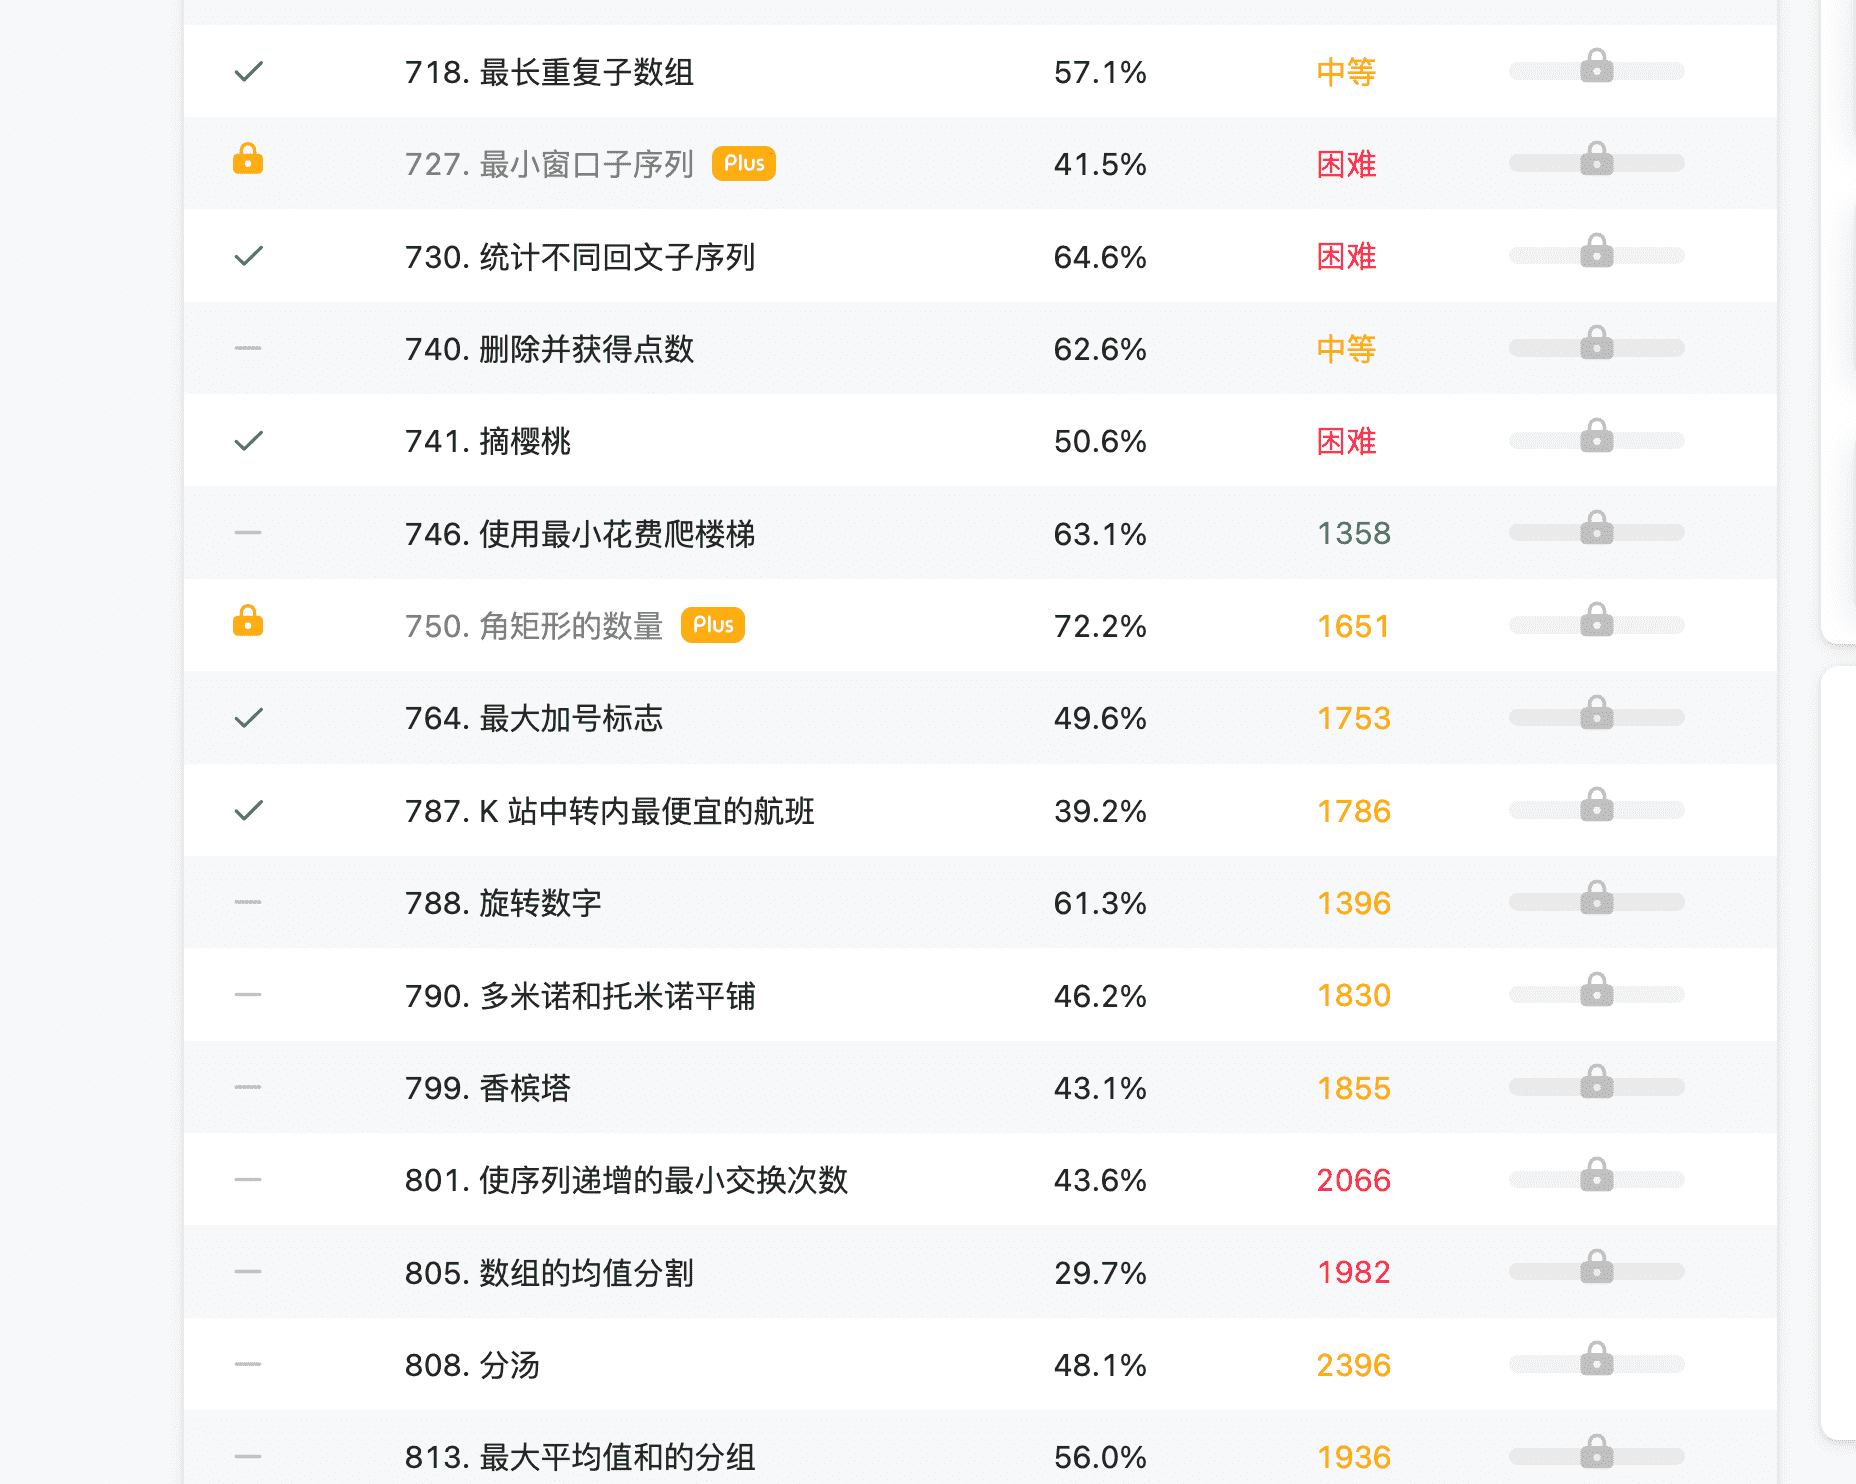 718. 最长重复子数组 57.1% 中等
727. 最小窗口子序列 Plus 41.5% 困难
730. 统计不同回文子序列 64.6% 困难
740. 删除并获得点数 62.6% 中等
741. 摘樱桃 50.6% 困难
746. 使用最小花费爬楼梯 63.1% 1358
750. 角矩形的数量 Plus 72.2% 1651
764. 最大加号标志 49.6% 1753
787. K 站中转内最便宜的航班 39.2% 1786
788. 旋转数字 61.3% 1396
790. 多米诺和托米诺平铺 46.2% 1830
799. 香槟塔 43.1% 1855
801. 使序列递增的最小交换次数 43.6% 2066
805. 数组的均值分割 29.7% 1982
808. 分汤 48.1% 2396
813. 最大平均值和的分组 56.0% 1936